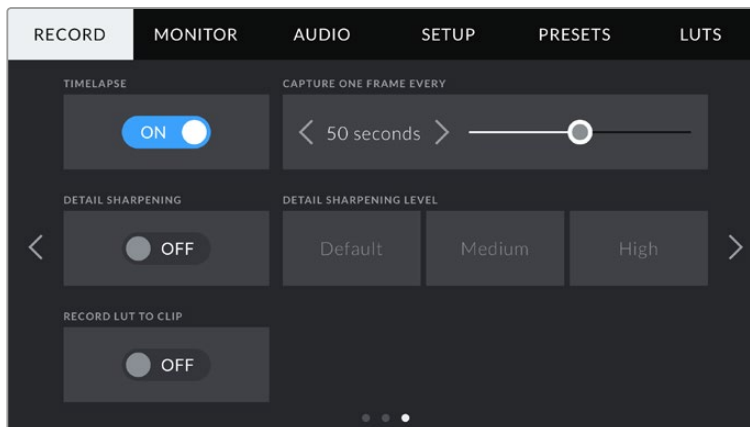 RECORD MONITOR AUDIO SETUP PRESETS LUTS
TIMELAPSE CAPTURE ONE FRAME EVERY
ON 50 seconds
DETAIL SHARPENING DETAIL SHARPENING LEVEL
OFF Default Medium High
RECORD LUT TO CLIP
OFF